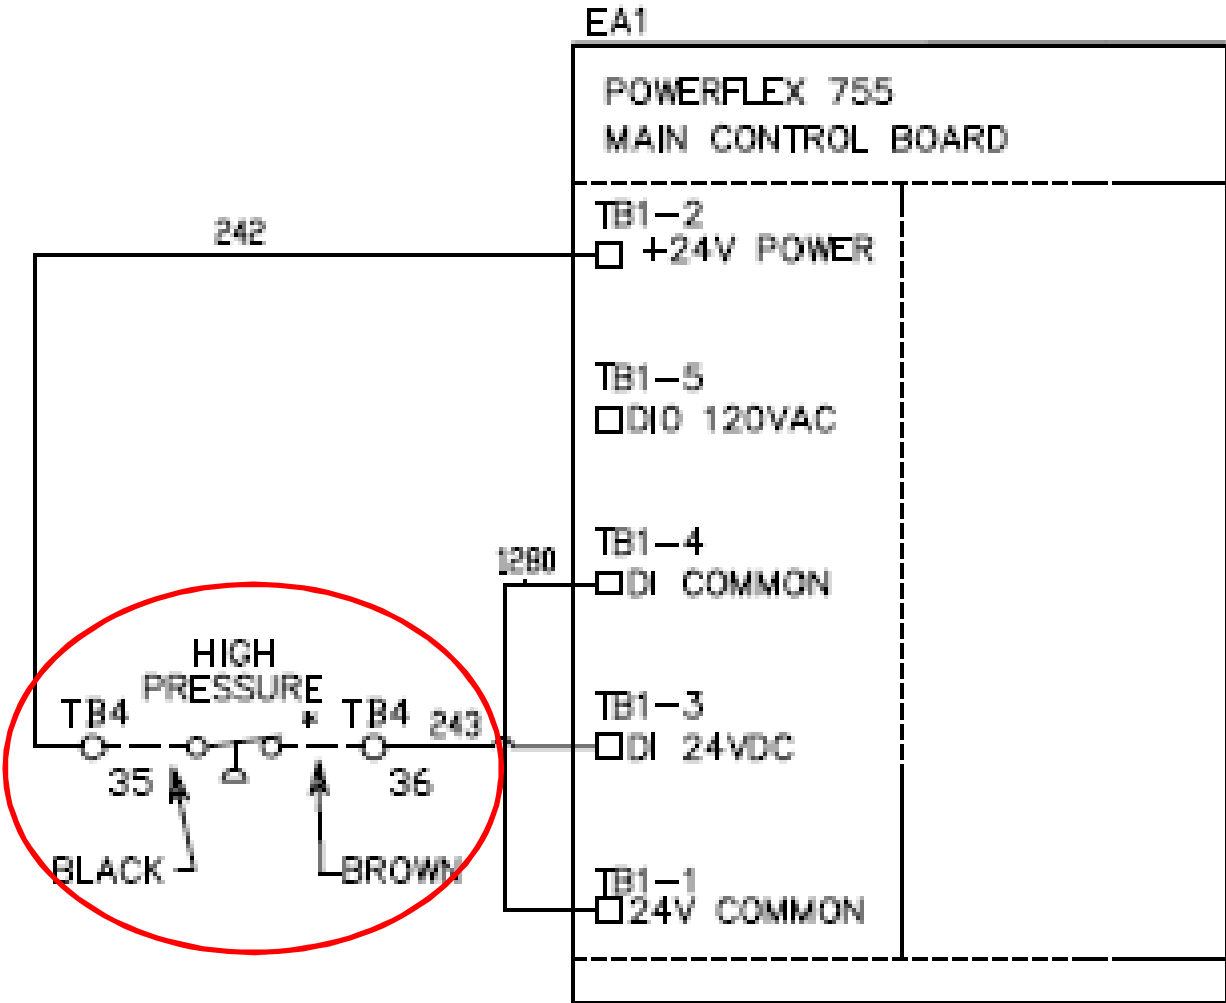 EA1
POWERFLEX 755
MAIN CONTROL BOARD
TB1-2
242
+24V POWER
TB1-5
DI0 120VAC
TB1-4
1280
DI COMMON
HIGH
PRESSURE
TB4 * TB4 243
TB1-3
DI 24VDC
35 36
BLACK BROWN
TB1-1
24V COMMON